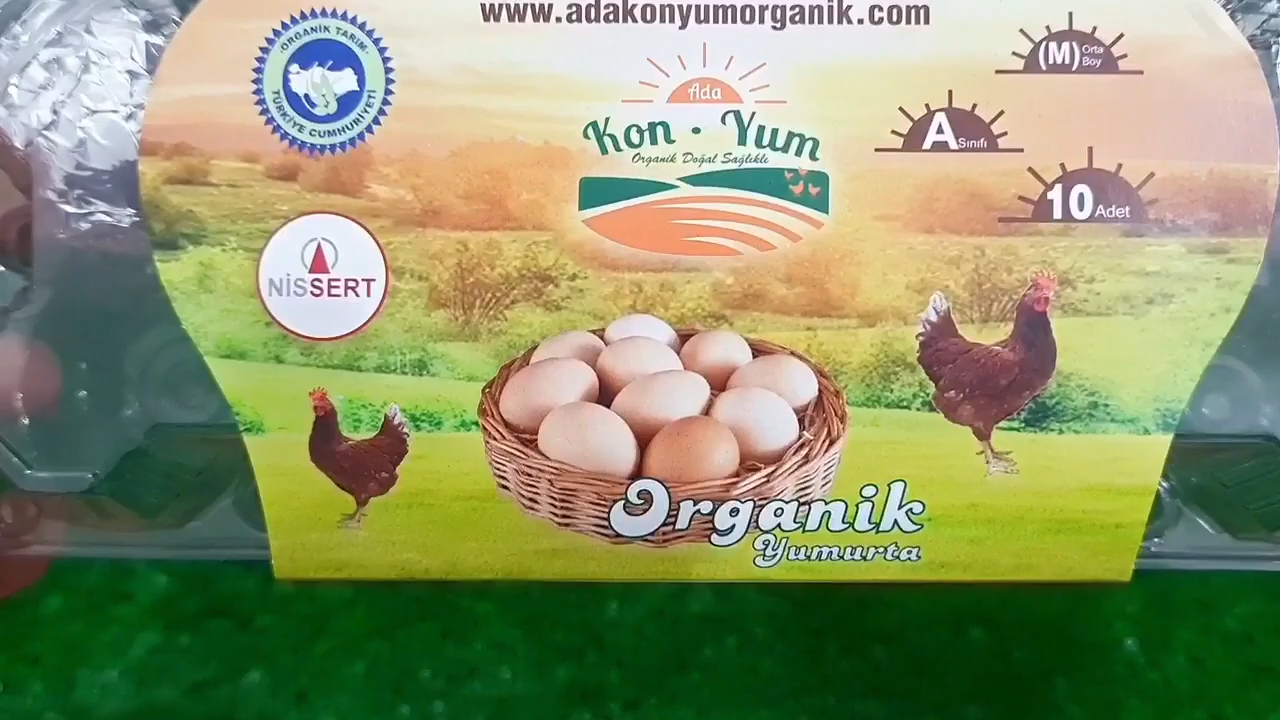 www.adakonyumorganik.com
ORGANİK TARIM
TÜRKİYE CUMHURİYETİ
Ada
Kon · Yum
Organik Doğal Sağlıklı
(M) Orta Boy
A Sınıfı
10 Adet
NİSSERT
Organik
Yumurta